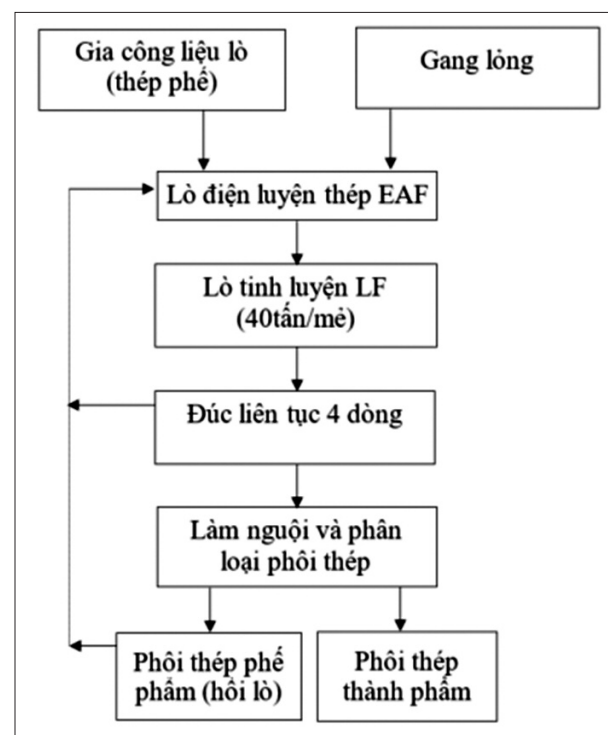 Gia công liệu lò
(thép phế)
Gang lỏng
Lò điện luyện thép EAF
Lò tinh luyện LF
(40tấn/mẻ)
Đúc liên tục 4 dòng
Làm nguội và phân
loại phôi thép
Phôi thép phế
phẩm (hồi lò)
Phôi thép
thành phẩm